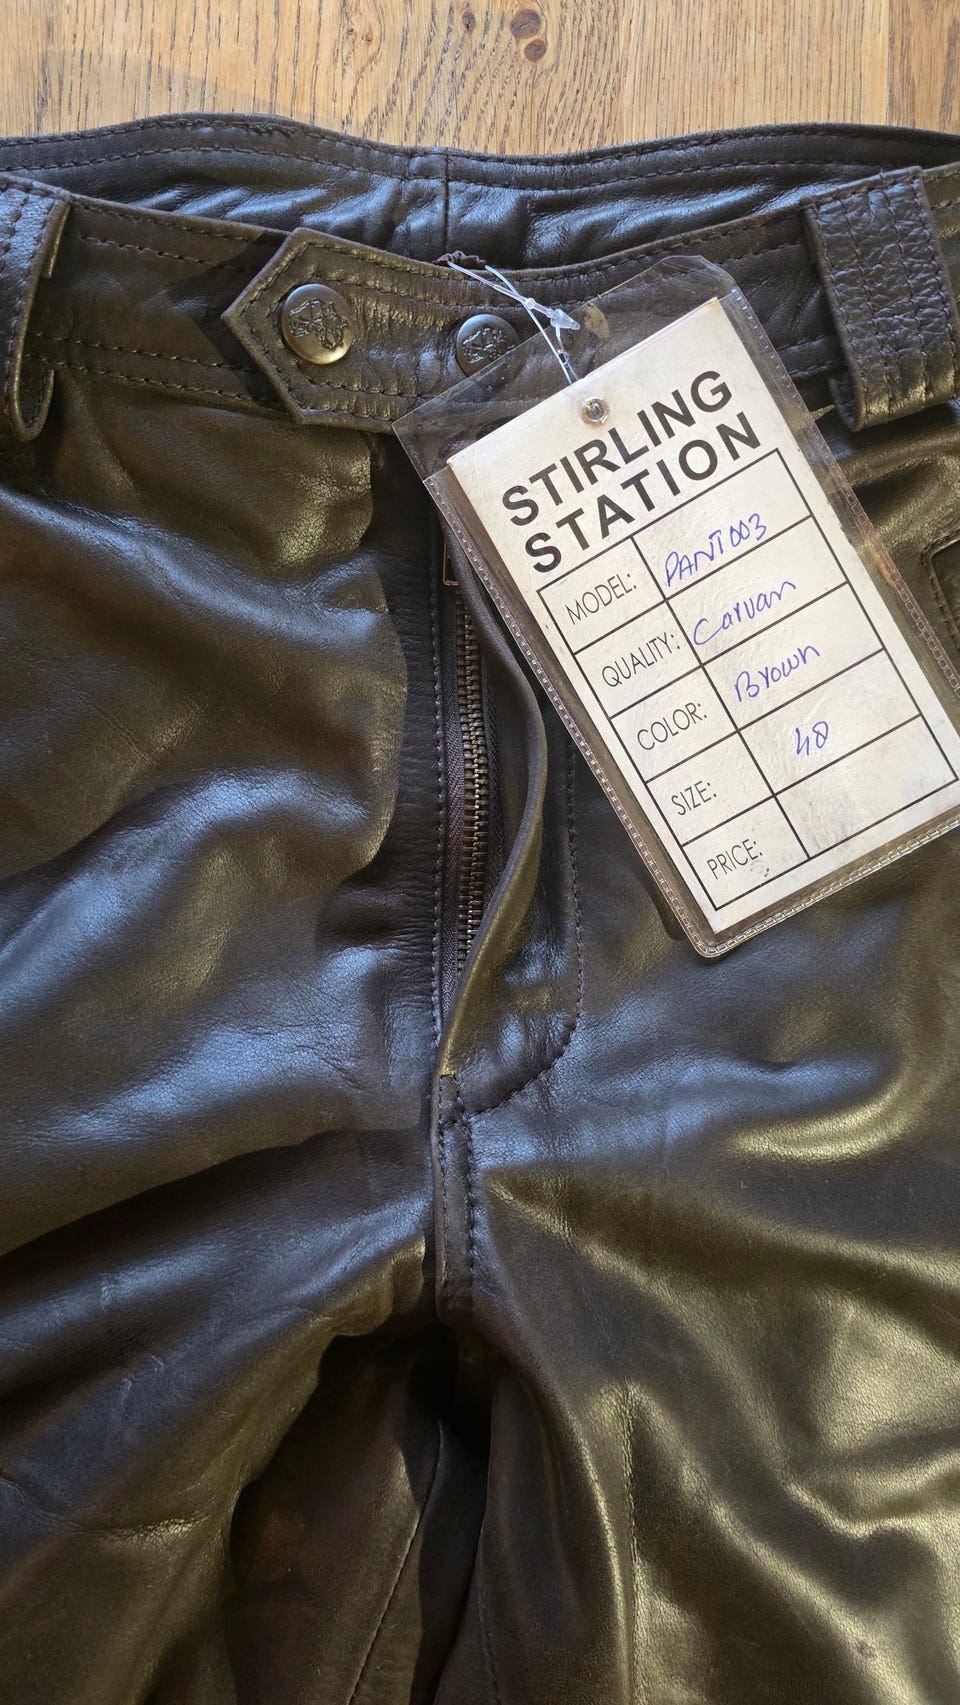 STIRLING
STATION
MODEL: PANT003
QUALITY: Carvan
COLOR: Brown
SIZE: 48
PRICE: